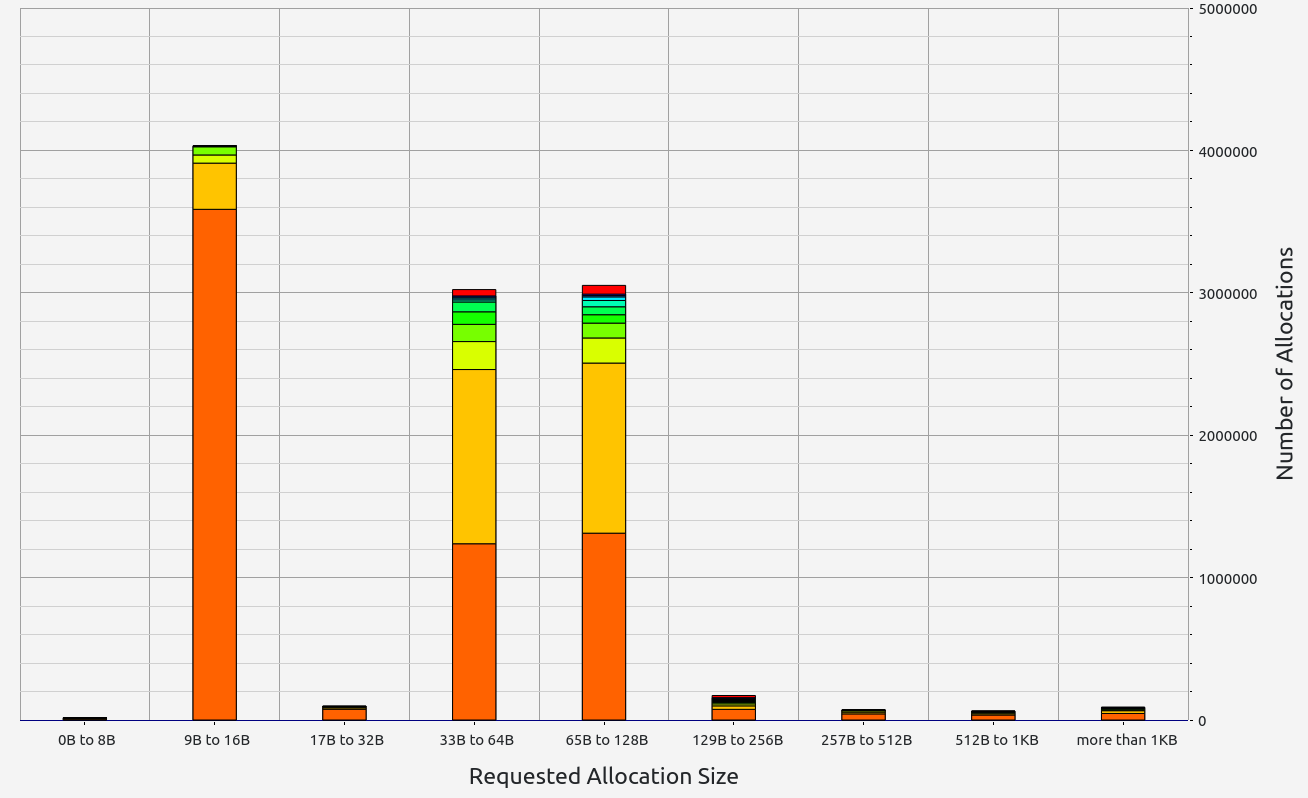 5000000
4000000
3000000
2000000
1000000
0
Number of Allocations
0B to 8B
9B to 16B
17B to 32B
33B to 64B
65B to 128B
129B to 256B
257B to 512B
512B to 1KB
more than 1KB
Requested Allocation Size